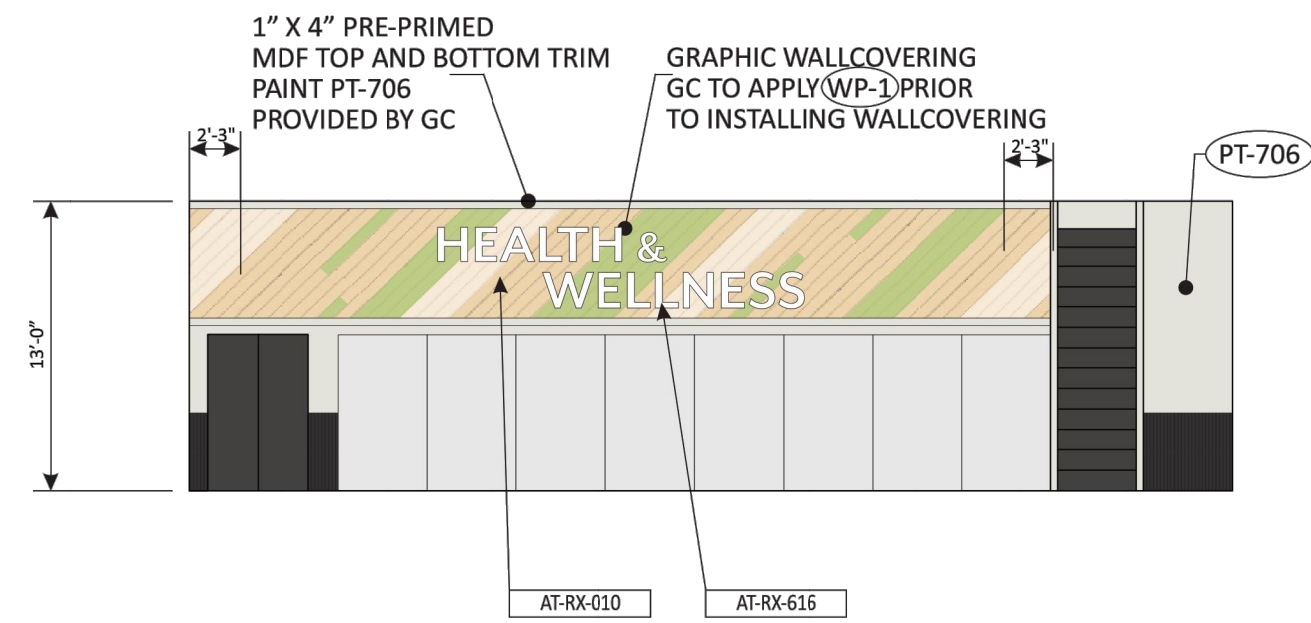 1” X 4” PRE-PRIMED
MDF TOP AND BOTTOM TRIM
PAINT PT-706
PROVIDED BY GC
GRAPHIC WALLCOVERING
GC TO APPLY WP-1 PRIOR
TO INSTALLING WALLCOVERING
2'-3"
2'-3"
PT-706
HEALTH &
WELLNESS
13’-0”
AT-RX-010
AT-RX-616